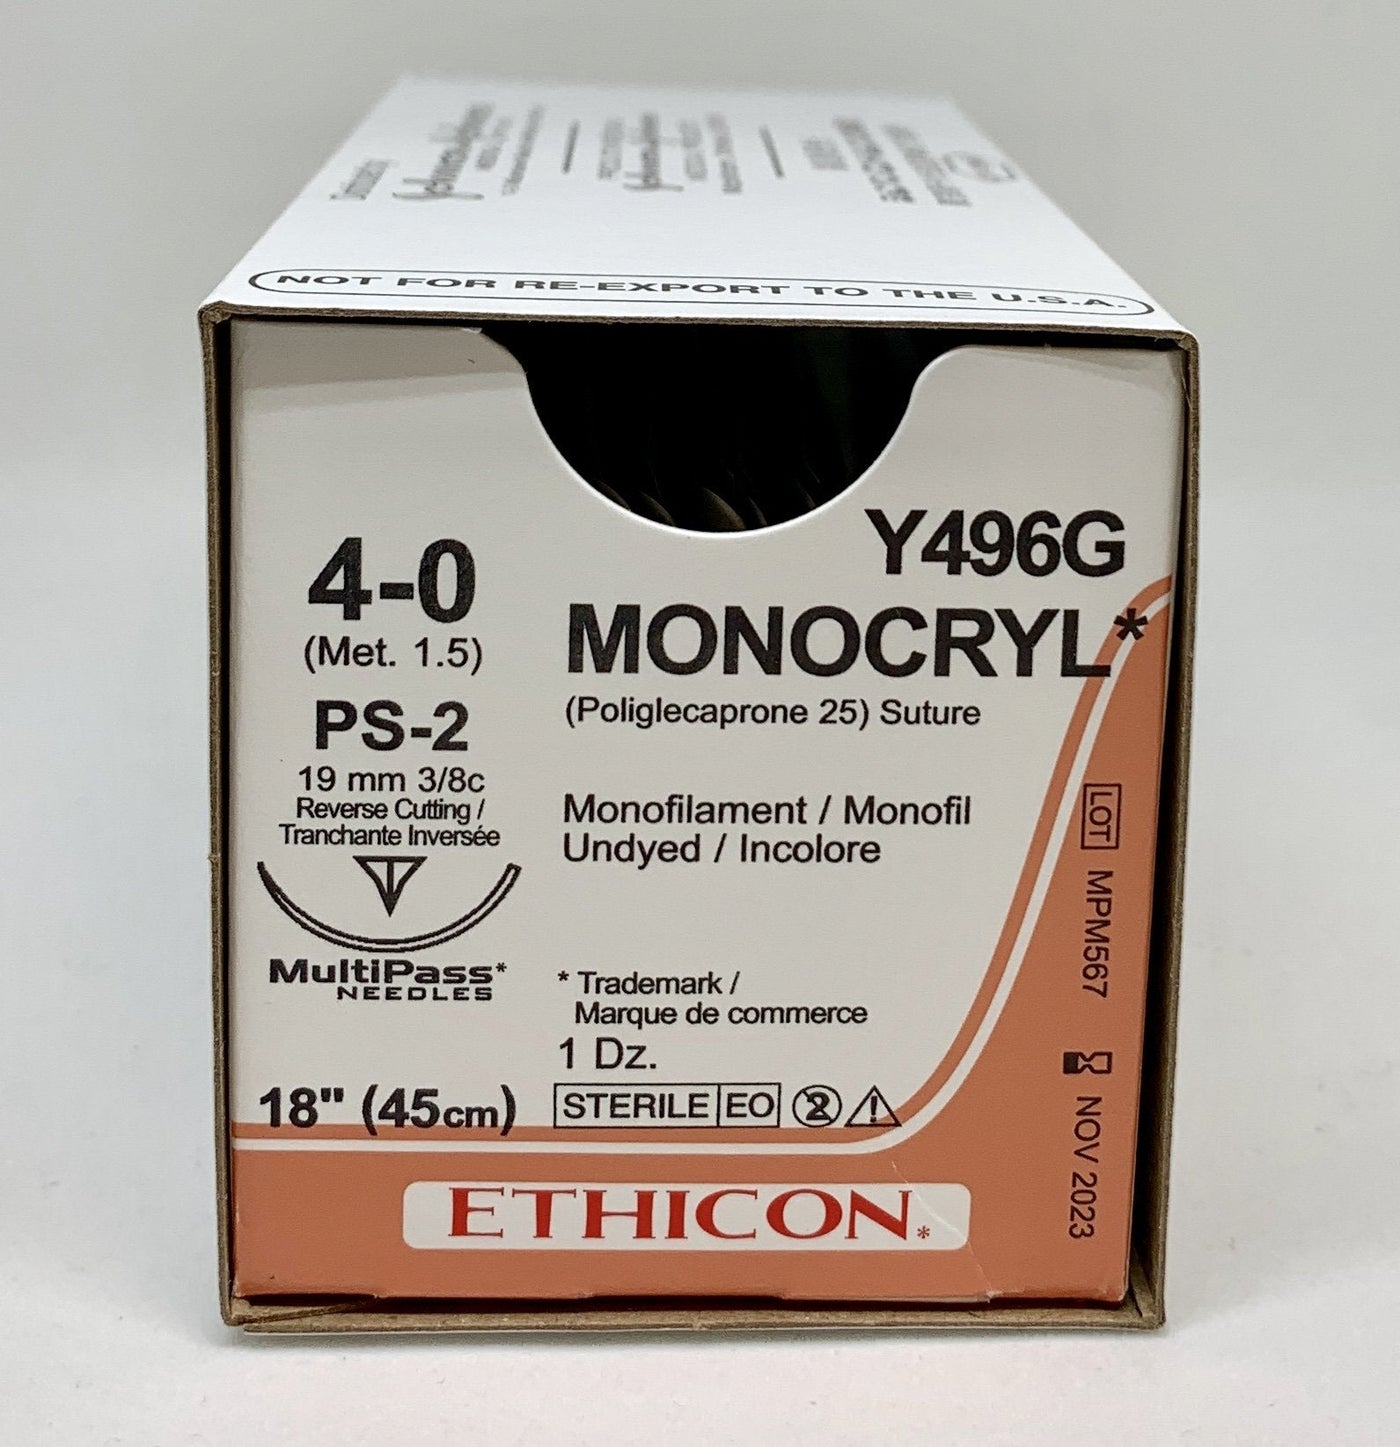 NOT FOR RE-EXPORT TO THE U.S.A.
4-0
(Met. 1.5)
PS-2
19 mm 3/8c
Reverse Cutting /
Tranchante Inversée
MultiPass*
NEEDLES
18" (45cm)
Y496G
MONOCRYL*
(Poliglecaprone 25) Suture
Monofilament / Monofil
Undyed / Incolore
* Trademark /
Marque de commerce
1 Dz.
STERILE EO 2
LOT MPM567
NOV 2023
ETHICON*